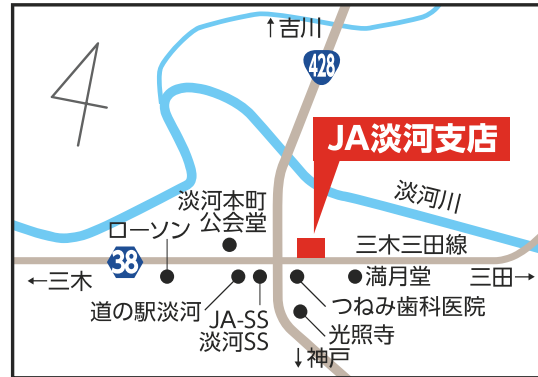 ↑吉川
428
JA淡河支店
淡河川
淡河本町
公会堂
ローソン
三木三田線
38
←三木
満月堂
三田→
道の駅淡河
JA-SS
淡河SS
つねみ歯科医院
光照寺
↓神戸